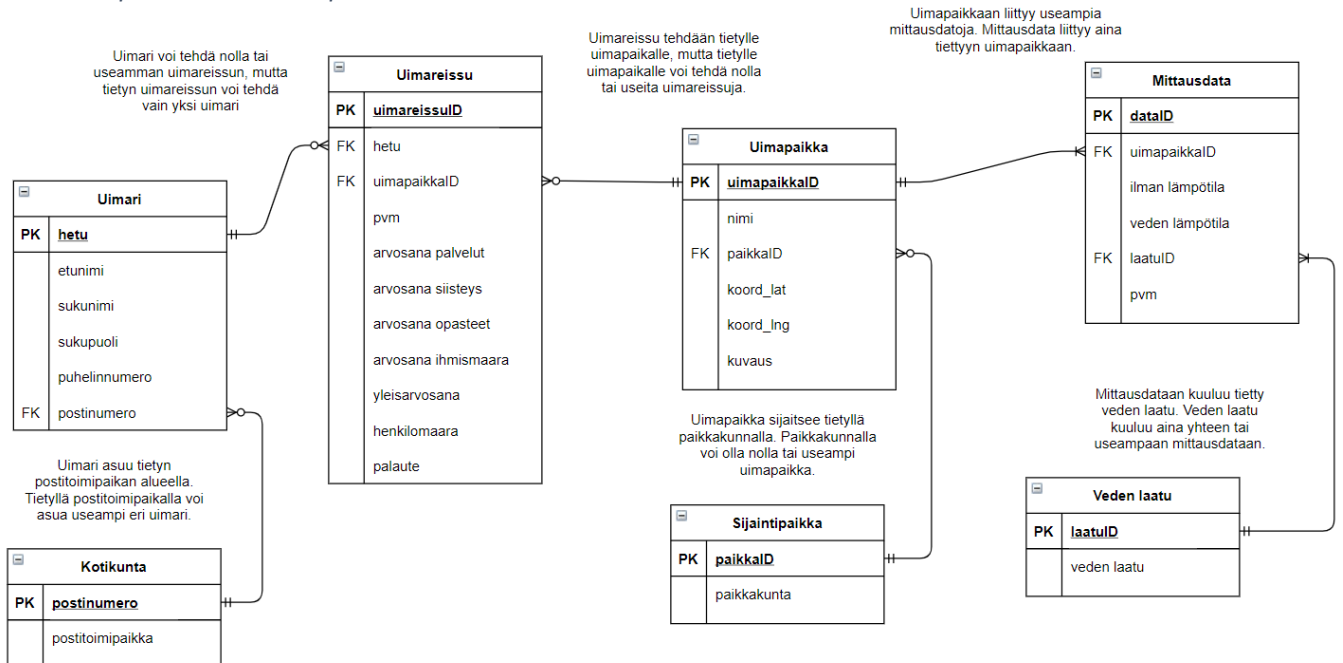 Uimari voi tehdä nolla tai
useamman uimareissun, mutta
tietyn uimareissun voi tehdä
vain yksi uimari
Uimari
PK hetu
etunimi
sukunimi
sukupuoli
puhelinnumero
FK postinumero
Uimari asuu tietyn
postitoimipaikan alueella.
Tietyllä postitoimipaikalla voi
asua useampi eri uimari.
Kotikunta
PK postinumero
postitoimipaikka
Uimareissu
PK uimareissuID
FK hetu
FK uimapaikkaID
pvm
arvosana palvelut
arvosana siisteys
arvosana opasteet
arvosana ihmismaara
yleisarvosana
henkilomaara
palaute
Uimareissu tehdään tietylle
uimapaikalle, mutta tietylle
uimapaikalle voi tehdä nolla
tai useita uimareissuja.
Uimapaikka
PK uimapaikkaID
nimi
FK paikkaID
koord_lat
koord_lng
kuvaus
Uimapaikka sijaitsee tietyllä
paikkakunnalla. Paikkakunnalla
voi olla nolla tai useampi
uimapaikka.
Sijaintipaikka
PK paikkaID
paikkakunta
Uimapaikkaan liittyy useampia
mittausdatoja. Mittausdata liittyy aina
tiettyyn uimapaikkaan.
Mittausdata
PK dataID
FK uimapaikkaID
ilman lämpötila
veden lämpötila
FK laatuID
pvm
Mittausdataan kuuluu tietty
veden laatu. Veden laatu
kuuluu aina yhteen tai
useampaan mittausdataan.
Veden laatu
PK laatuID
veden laatu